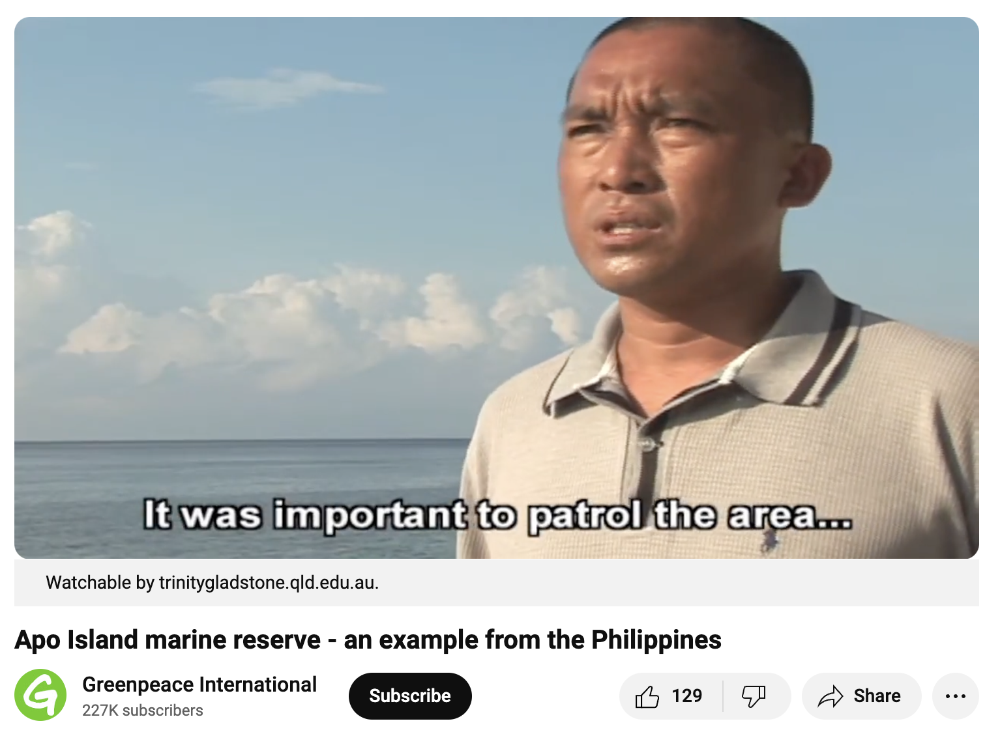 It was important to patrol the area...
Watchable by trinitygladstone.qld.edu.au.
Apo Island marine reserve - an example from the Philippines
Greenpeace International
227K subscribers
Subscribe
129
Share